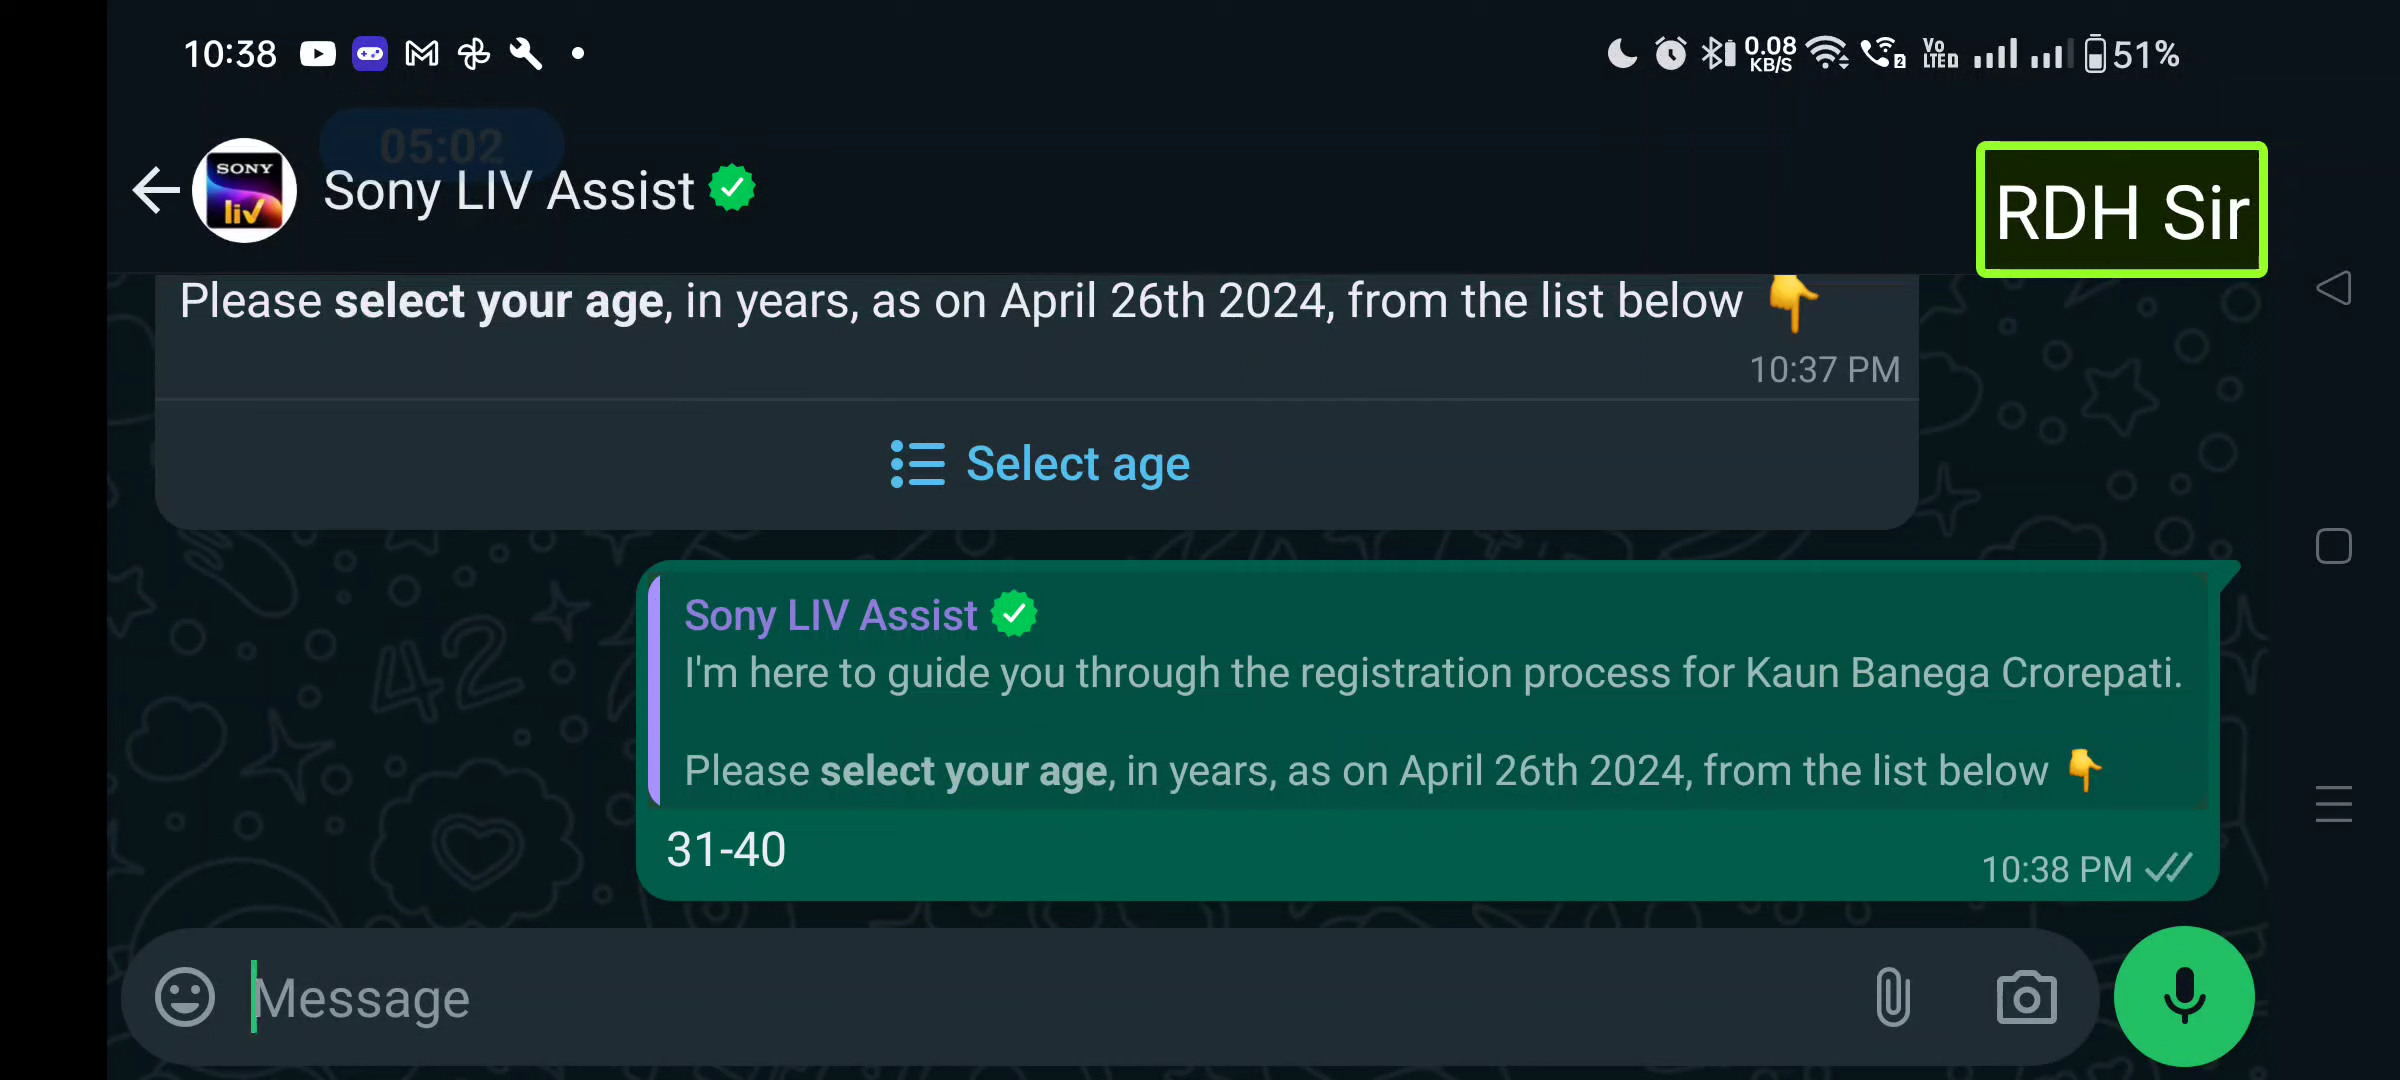 10:38
0.08
KB/S
Vo
LTED
51%
05:02
SONY
liv
Sony LIV Assist
RDH Sir
Please select your age, in years, as on April 26th 2024, from the list below 👇
10:37 PM
Select age
Sony LIV Assist
I'm here to guide you through the registration process for Kaun Banega Crorepati.
Please select your age, in years, as on April 26th 2024, from the list below 👇
31-40
10:38 PM
Message